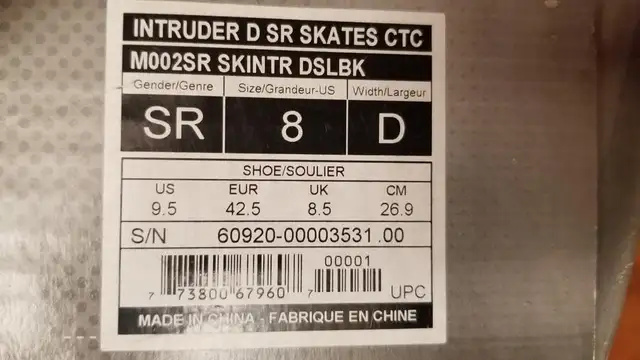 INTRUDER D SR SKATES CTC
M002SR SKINTR DSLBK
Gender/Genre Size/Grandeur-US Width/Largeur
SR 8 D
SHOE/SOULIER
US EUR UK CM
9.5 42.5 8.5 26.9
S/N 60920-00003531.00
00001
7 73800 67960 7 UPC
MADE IN CHINA - FABRIQUE EN CHINE